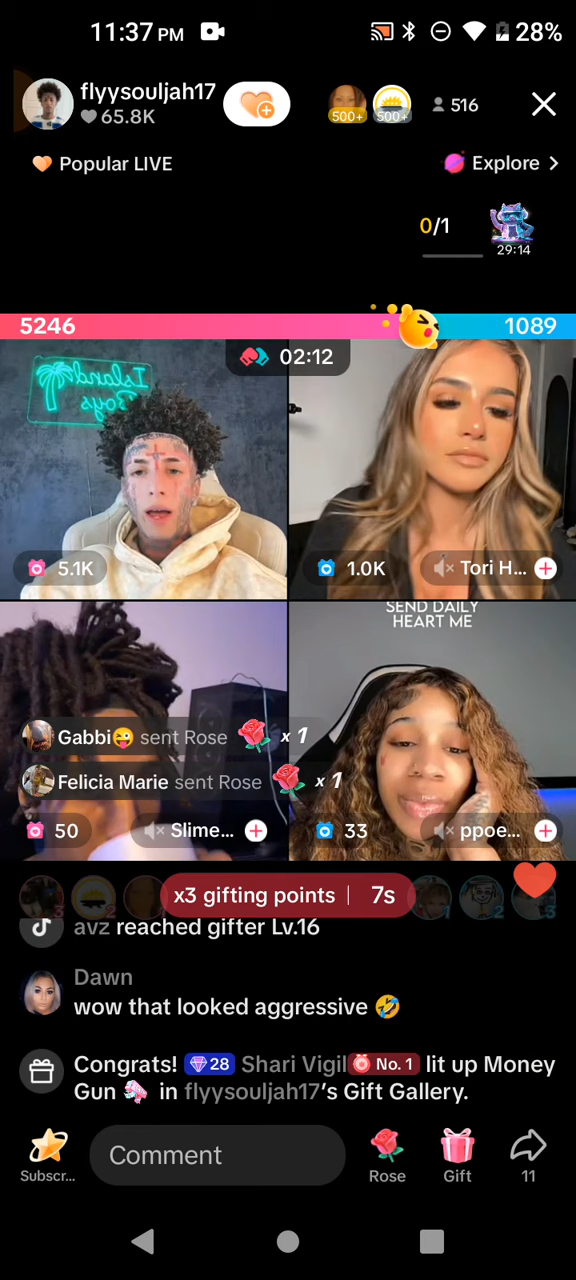 11:37 PM
28%
flyysouljah17
65.8K
500+
500+
516
Popular LIVE
Explore >
0/1
29:14
5246
1089
02:12
Island
Boys
5.1K
1.0K
Tori H...
SEND DAILY
HEART ME
Gabbi😜 sent Rose x 1
Felicia Marie sent Rose x 1
50
Slime...
33
ppoe...
x3 gifting points | 7s
avz reached gifter Lv.16
Dawn
wow that looked aggressive 🤣
Congrats! 28 Shari Vigil No. 1 lit up Money
Gun in flyysouljah17's Gift Gallery.
Subscr...
Comment
Rose
Gift
11